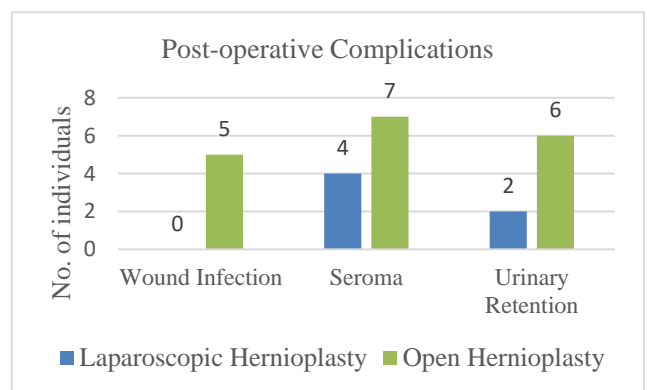 Post-operative Complications
No. of individuals
8
6
4
2
0
0
5
4
7
2
6
Wound Infection
Seroma
Urinary
Retention
Laparoscopic Hernioplasty
Open Hernioplasty